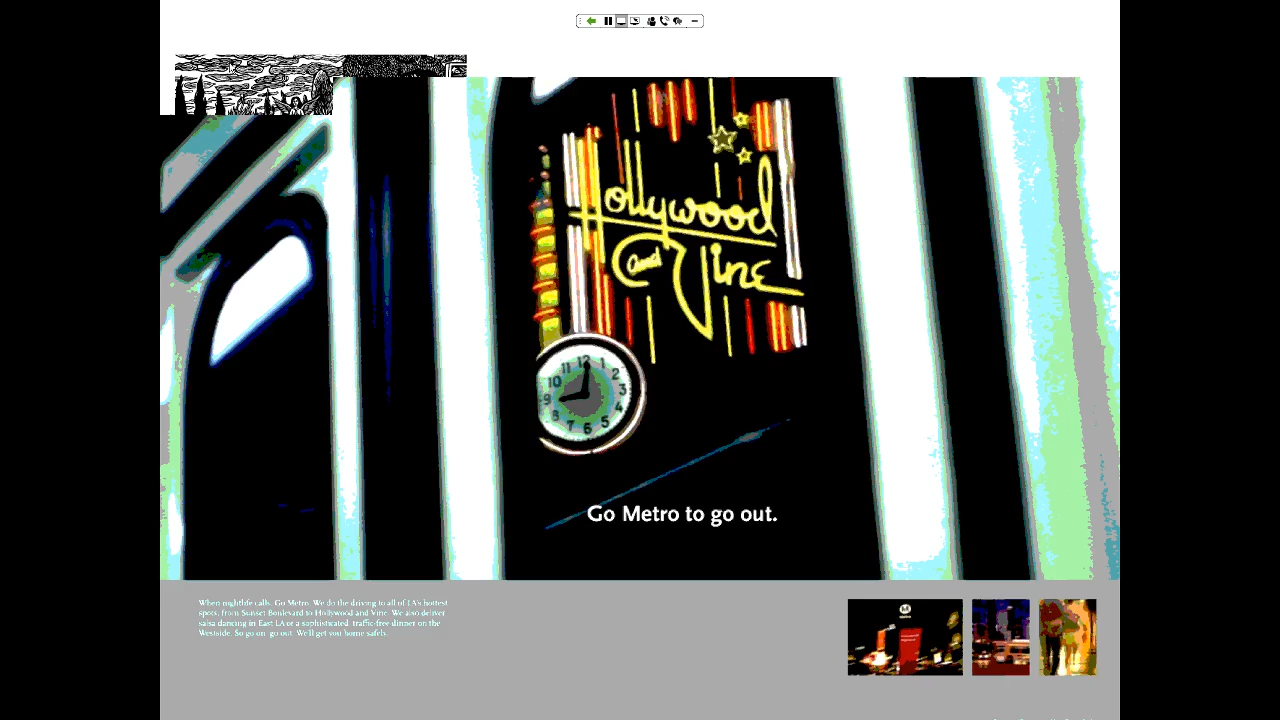 Hollywood
and Vine
12
11 1
10 2
9 3
8 4
7 5
6
Go Metro to go out.
When nightlife calls, Go Metro. We do the driving to all of LA's hottest
spots, from Sunset Boulevard to Hollywood and Vine. We also deliver
salsa dancing in East LA or a sophisticated, traffic-free dinner on the
Westside. So go on, go out. We'll get you home safely.